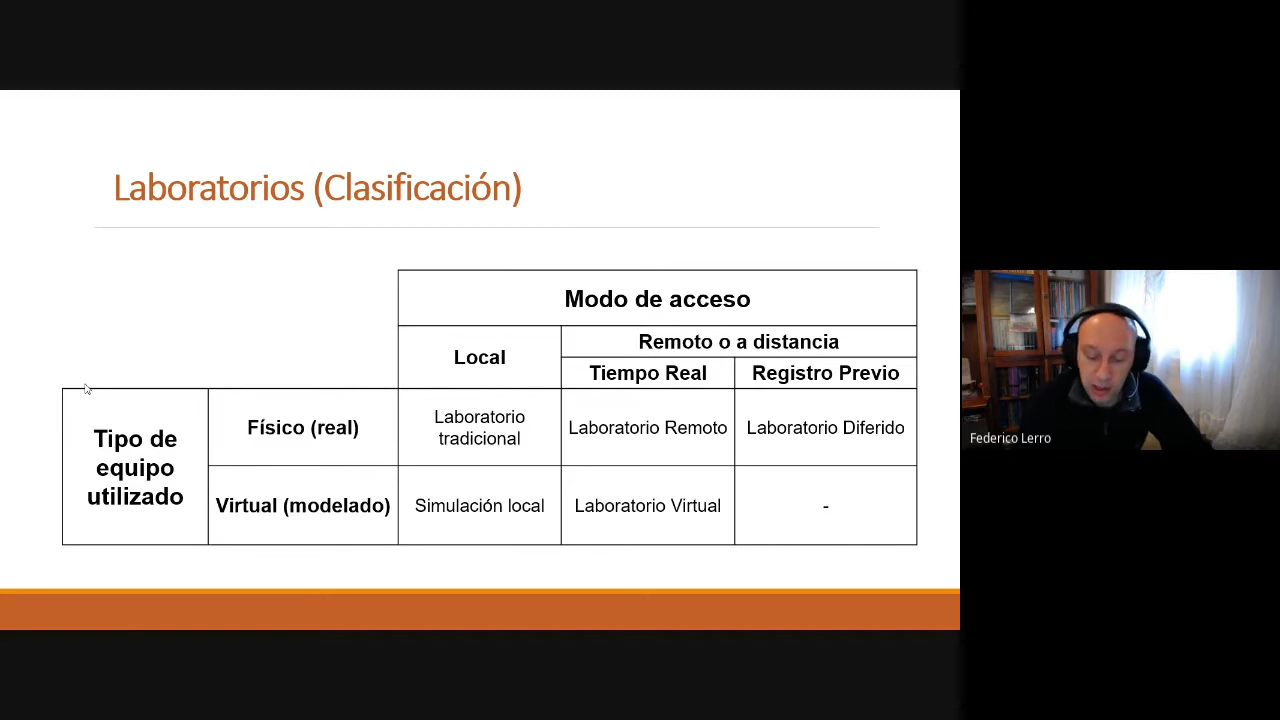 Laboratorios (Clasificación)
Modo de acceso
Local
Remoto o a distancia
Tiempo Real
Registro Previo
Tipo de
equipo
utilizado
Físico (real)
Laboratorio
tradicional
Laboratorio Remoto
Laboratorio Diferido
Virtual (modelado)
Simulación local
Laboratorio Virtual
-
Federico Lerro